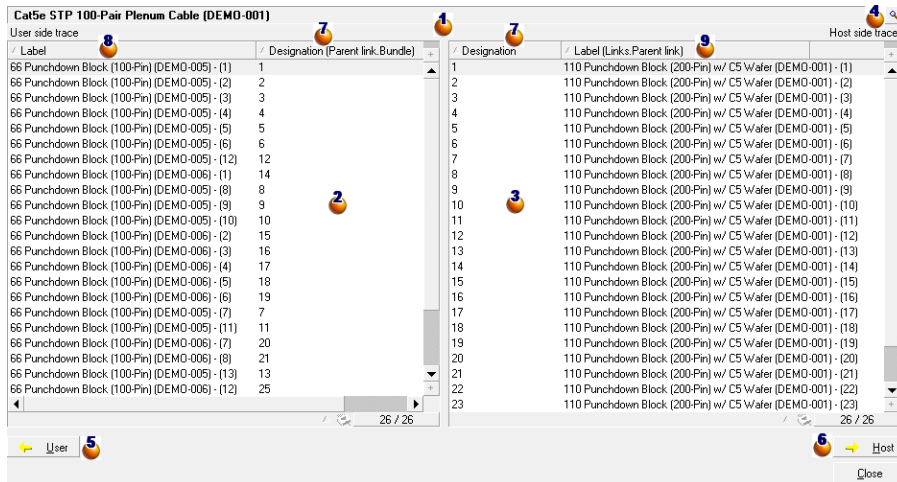 Cat5e STP 100-Pair Plenum Cable (DEMO-001)
1
4
User side trace
7
7
Host side trace
8
9
Label
Designation (Parent link.Bundle)
Designation
Label (Links.Parent link)
66 Punchdown Block (100-Pin) (DEMO-005) - (1) 1
66 Punchdown Block (100-Pin) (DEMO-005) - (2) 2
66 Punchdown Block (100-Pin) (DEMO-005) - (3) 3
66 Punchdown Block (100-Pin) (DEMO-005) - (4) 4
66 Punchdown Block (100-Pin) (DEMO-005) - (5) 5
66 Punchdown Block (100-Pin) (DEMO-005) - (6) 6
66 Punchdown Block (100-Pin) (DEMO-005) - (12) 12
66 Punchdown Block (100-Pin) (DEMO-006) - (1) 14
66 Punchdown Block (100-Pin) (DEMO-005) - (8) 8
66 Punchdown Block (100-Pin) (DEMO-005) - (9) 9
66 Punchdown Block (100-Pin) (DEMO-005) - (10) 10
66 Punchdown Block (100-Pin) (DEMO-006) - (2) 15
66 Punchdown Block (100-Pin) (DEMO-006) - (3) 16
66 Punchdown Block (100-Pin) (DEMO-006) - (4) 17
66 Punchdown Block (100-Pin) (DEMO-006) - (5) 18
66 Punchdown Block (100-Pin) (DEMO-006) - (6) 19
66 Punchdown Block (100-Pin) (DEMO-005) - (7) 7
66 Punchdown Block (100-Pin) (DEMO-005) - (11) 11
66 Punchdown Block (100-Pin) (DEMO-006) - (7) 20
66 Punchdown Block (100-Pin) (DEMO-006) - (8) 21
66 Punchdown Block (100-Pin) (DEMO-005) - (13) 13
66 Punchdown Block (100-Pin) (DEMO-006) - (12) 25
2
26 / 26
1 110 Punchdown Block (200-Pin) w/ C5 Wafer (DEMO-001) - (1)
2 110 Punchdown Block (200-Pin) w/ C5 Wafer (DEMO-001) - (2)
3 110 Punchdown Block (200-Pin) w/ C5 Wafer (DEMO-001) - (3)
4 110 Punchdown Block (200-Pin) w/ C5 Wafer (DEMO-001) - (4)
5 110 Punchdown Block (200-Pin) w/ C5 Wafer (DEMO-001) - (5)
6 110 Punchdown Block (200-Pin) w/ C5 Wafer (DEMO-001) - (6)
7 110 Punchdown Block (200-Pin) w/ C5 Wafer (DEMO-001) - (7)
8 110 Punchdown Block (200-Pin) w/ C5 Wafer (DEMO-001) - (8)
9 110 Punchdown Block (200-Pin) w/ C5 Wafer (DEMO-001) - (9)
10 110 Punchdown Block (200-Pin) w/ C5 Wafer (DEMO-001) - (10)
11 110 Punchdown Block (200-Pin) w/ C5 Wafer (DEMO-001) - (11)
12 110 Punchdown Block (200-Pin) w/ C5 Wafer (DEMO-001) - (12)
13 110 Punchdown Block (200-Pin) w/ C5 Wafer (DEMO-001) - (13)
14 110 Punchdown Block (200-Pin) w/ C5 Wafer (DEMO-001) - (14)
15 110 Punchdown Block (200-Pin) w/ C5 Wafer (DEMO-001) - (15)
16 110 Punchdown Block (200-Pin) w/ C5 Wafer (DEMO-001) - (16)
17 110 Punchdown Block (200-Pin) w/ C5 Wafer (DEMO-001) - (17)
18 110 Punchdown Block (200-Pin) w/ C5 Wafer (DEMO-001) - (18)
19 110 Punchdown Block (200-Pin) w/ C5 Wafer (DEMO-001) - (19)
20 110 Punchdown Block (200-Pin) w/ C5 Wafer (DEMO-001) - (20)
21 110 Punchdown Block (200-Pin) w/ C5 Wafer (DEMO-001) - (21)
22 110 Punchdown Block (200-Pin) w/ C5 Wafer (DEMO-001) - (22)
23 110 Punchdown Block (200-Pin) w/ C5 Wafer (DEMO-001) - (23)
3
26 / 26
User
5
6
Host
Close